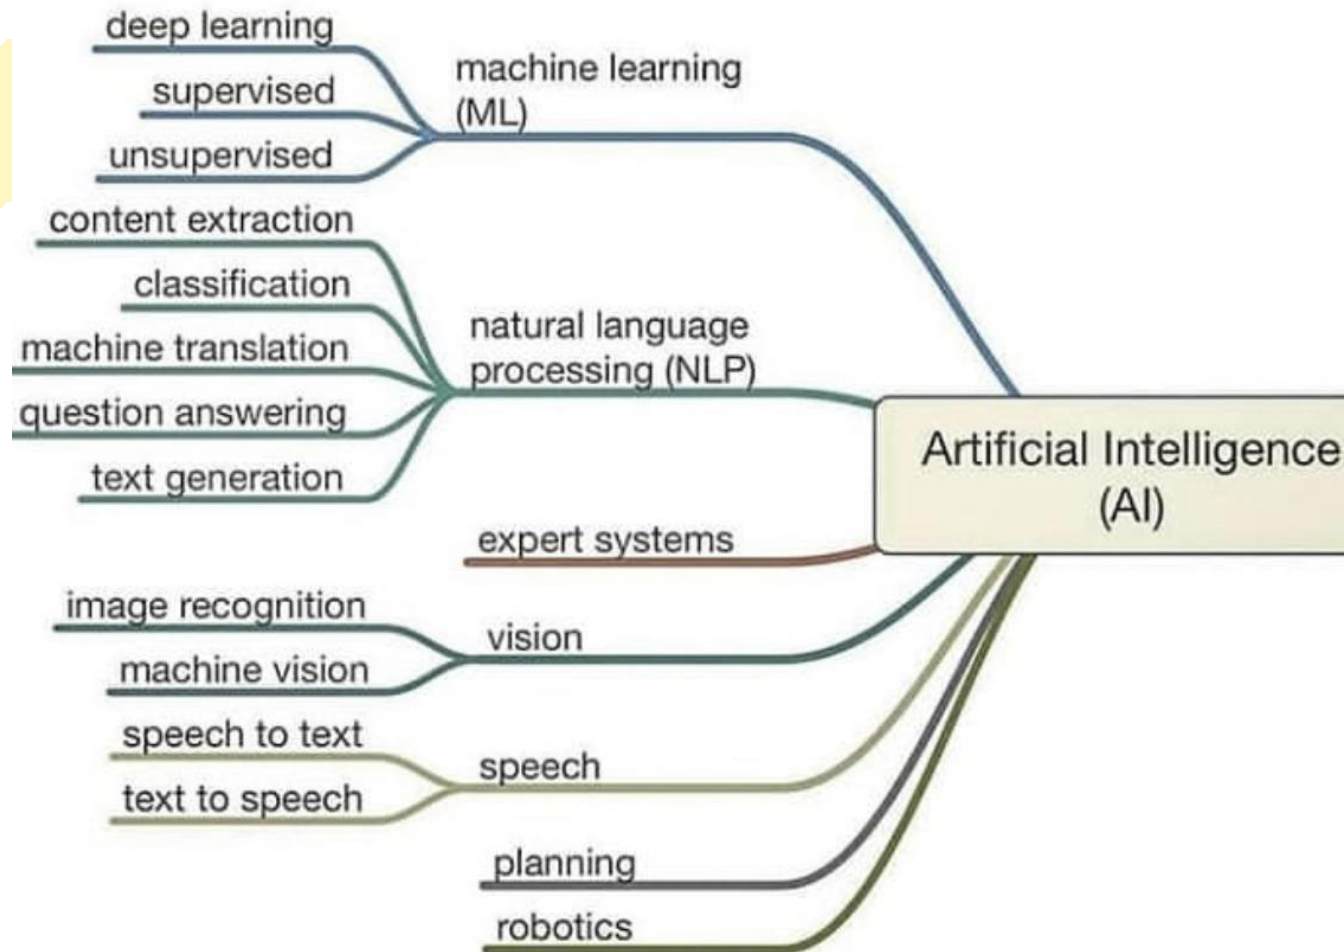 deep learning
supervised
unsupervised
machine learning
(ML)
content extraction
classification
machine translation
question answering
text generation
natural language
processing (NLP)
Artificial Intelligence
(AI)
expert systems
image recognition
machine vision
vision
speech to text
text to speech
speech
planning
robotics